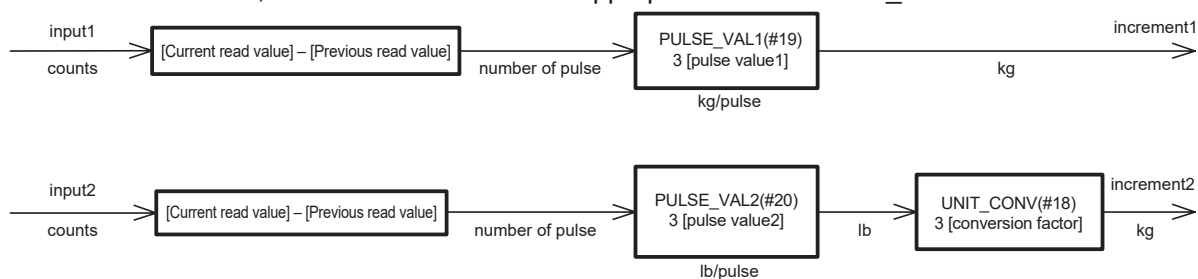 input1
counts
[Current read value] – [Previous read value]
number of pulse
PULSE_VAL1(#19)
3 [pulse value1]
kg/pulse
increment1
kg
input2
counts
[Current read value] – [Previous read value]
number of pulse
PULSE_VAL2(#20)
3 [pulse value2]
lb/pulse
lb
UNIT_CONV(#18)
3 [conversion factor]
increment2
kg